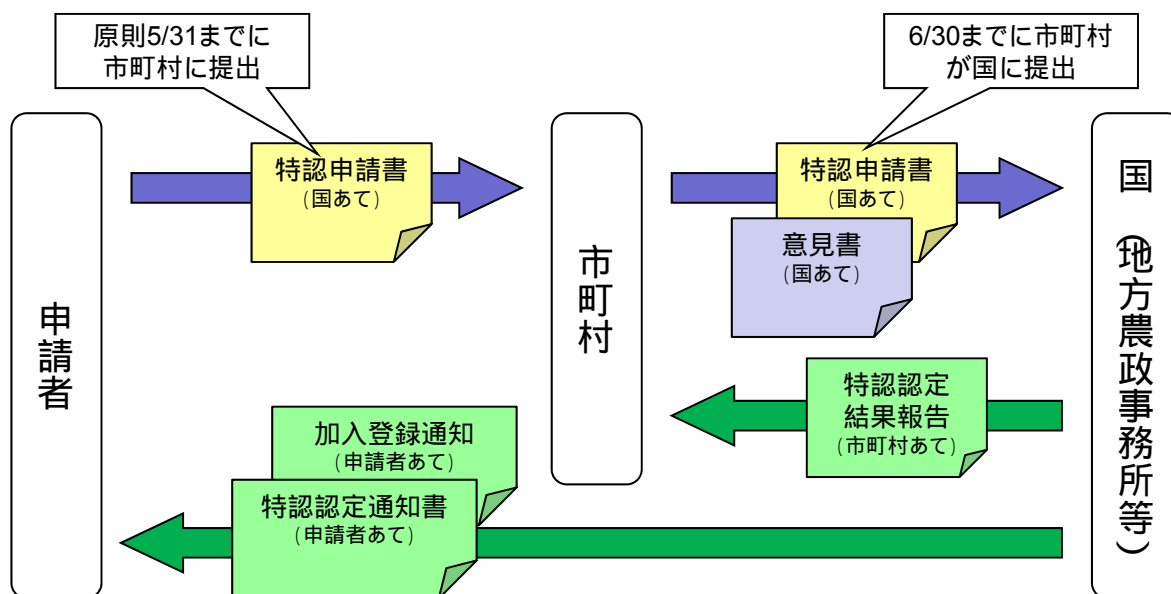 原則5/31までに
市町村に提出
6/30までに市町村
が国に提出
申請者
特認申請書
(国あて)
市町村
特認申請書
(国あて)
意見書
(国あて)
国(地方農政事務所等)
特認認定
結果報告
(市町村あて)
加入登録通知
(申請者あて)
特認認定通知書
(申請者あて)